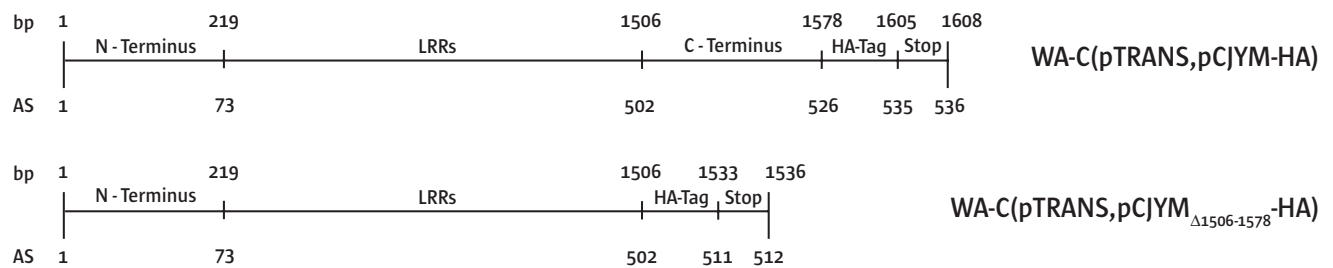 bp 1 219 1506 1578 1605 1608
N - Terminus LRRs C - Terminus HA-Tag Stop WA-C(pTRANS,pCJYM-HA)
AS 1 73 502 526 535 536
bp 1 219 1506 1533 1536
N - Terminus LRRs HA-Tag Stop WA-C(pTRANS,pCJYMΔ1506-1578-HA)
AS 1 73 502 511 512